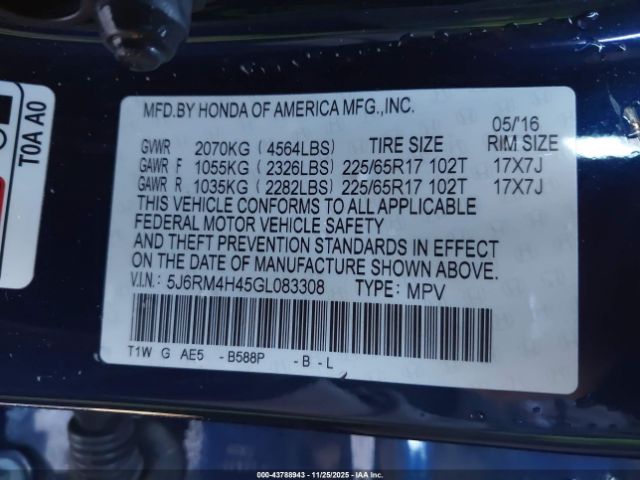 T0A A0
MFD.BY HONDA OF AMERICA MFG.,INC.
05/'16
GVWR 2070KG (4564LBS) TIRE SIZE RIM SIZE
GAWR F 1055KG (2326LBS) 225/65R17 102T 17X7J
GAWR R 1035KG (2282LBS) 225/65R17 102T 17X7J
THIS VEHICLE CONFORMS TO ALL APPLICABLE
FEDERAL MOTOR VEHICLE SAFETY
AND THEFT PREVENTION STANDARDS IN EFFECT
ON THE DATE OF MANUFACTURE SHOWN ABOVE.
V.I.N.: 5J6RM4H45GL083308 TYPE: MPV
T1W G AE5 - B588P - B - L
00 -43788943 - 11/25/2025 - IAA -